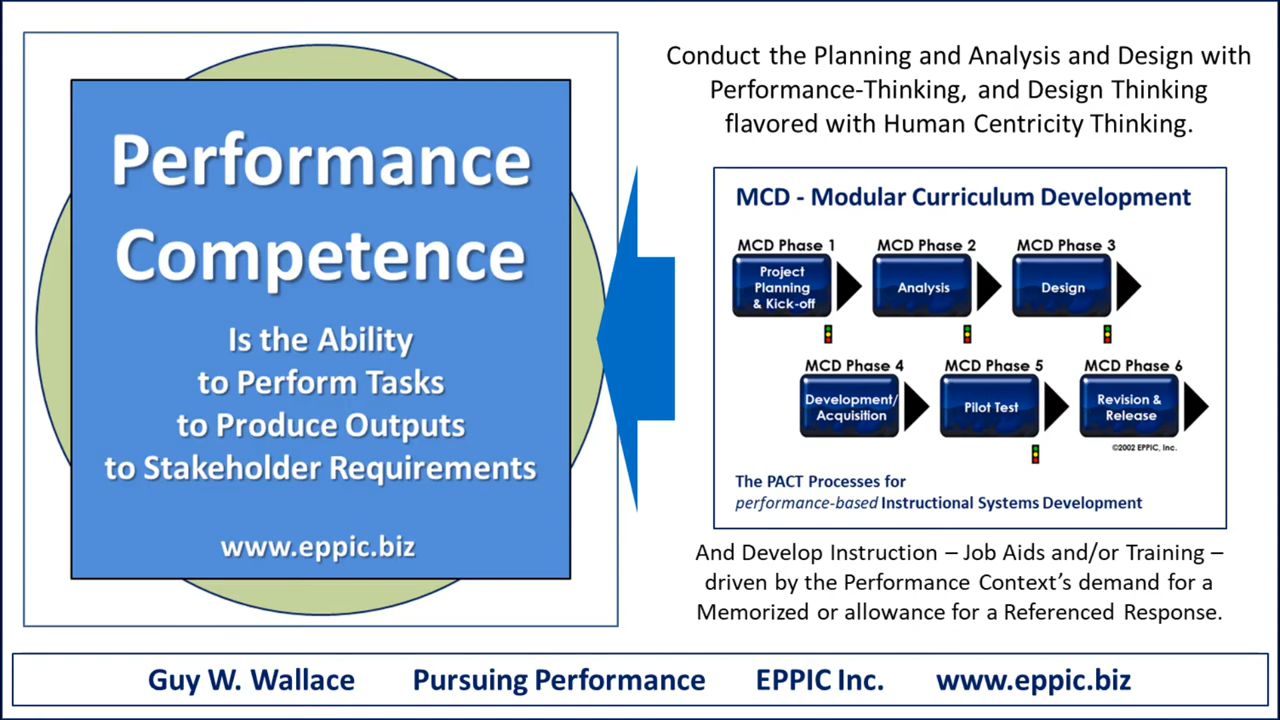 Performance
Competence
Is the Ability
to Perform Tasks
to Produce Outputs
to Stakeholder Requirements
www.eppic.biz
Conduct the Planning and Analysis and Design with
Performance-Thinking, and Design Thinking
flavored with Human Centricity Thinking.
MCD - Modular Curriculum Development
MCD Phase 1
Project
Planning
& Kick-off
MCD Phase 2
Analysis
MCD Phase 3
Design
MCD Phase 4
Development/
Acquisition
MCD Phase 5
Pilot Test
MCD Phase 6
Revision &
Release
©2002 EPPIC, Inc.
The PACT Processes for
performance-based Instructional Systems Development
And Develop Instruction – Job Aids and/or Training –
driven by the Performance Context's demand for a
Memorized or allowance for a Referenced Response.
Guy W. Wallace Pursuing Performance EPPIC Inc. www.eppic.biz